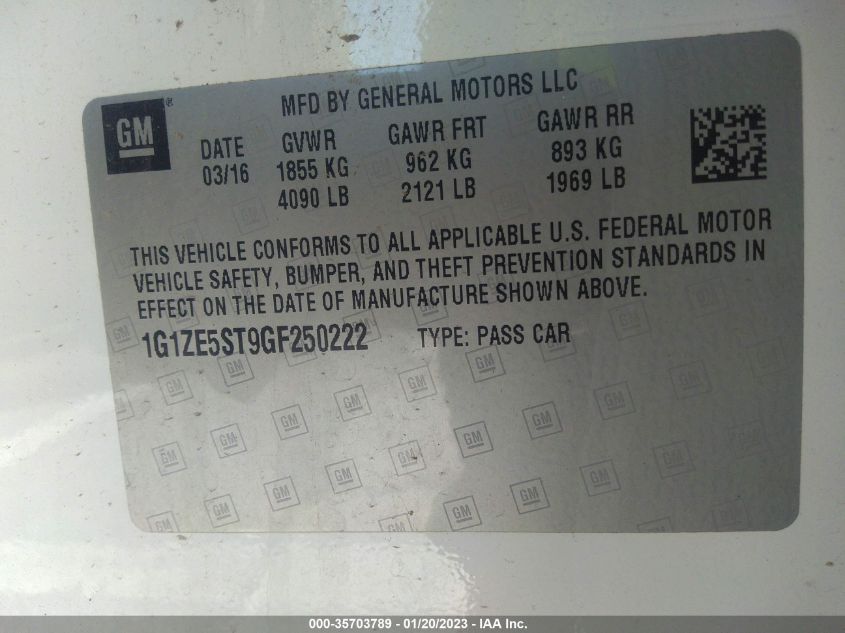 GM ®
MFD BY GENERAL MOTORS LLC
DATE GVWR GAWR FRT GAWR RR
03/16 1855 KG 962 KG 893 KG
4090 LB 2121 LB 1969 LB
THIS VEHICLE CONFORMS TO ALL APPLICABLE U.S. FEDERAL MOTOR
VEHICLE SAFETY, BUMPER, AND THEFT PREVENTION STANDARDS IN
EFFECT ON THE DATE OF MANUFACTURE SHOWN ABOVE.
1G1ZE5ST9GF250222 TYPE: PASS CAR
000-35703789 — 01/20/2023 — © IAA Inc.